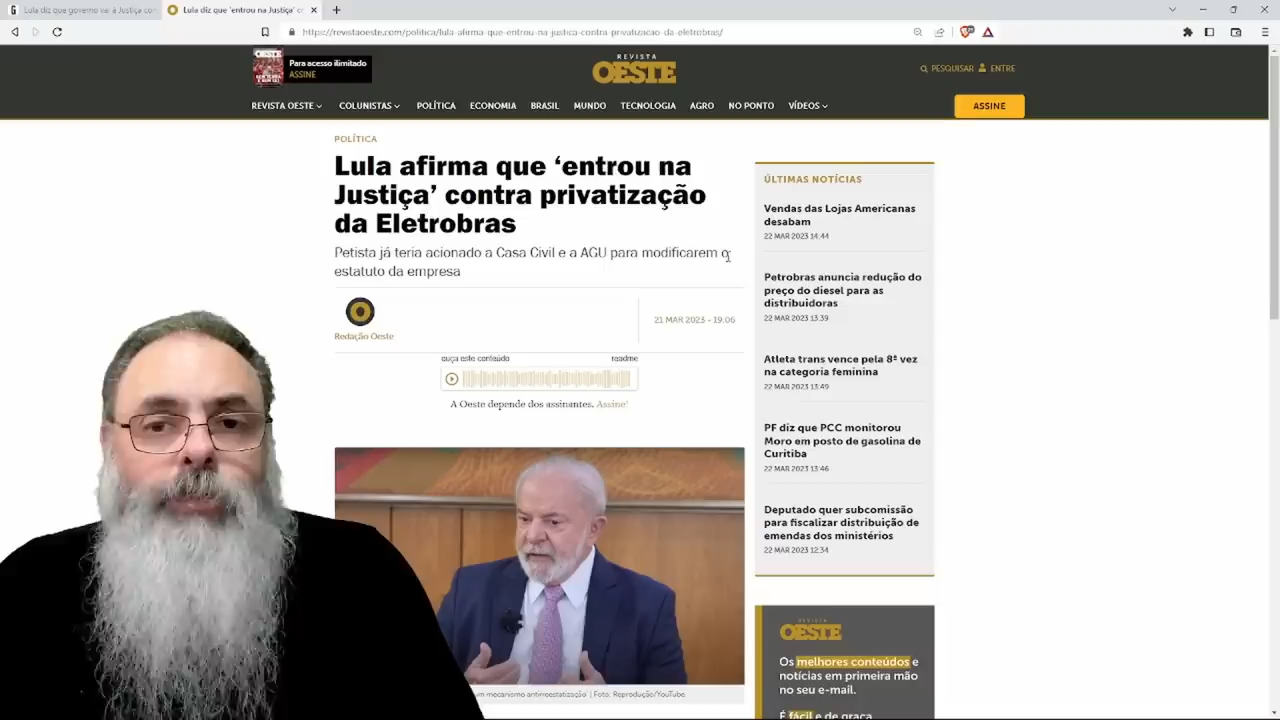 Lula diz que governo vai à Justiça con
Lula diz que 'entrou na Justiça' c
https://revistaoeste.com/politica/lula-afirma-que-entrou-na-justica-contra-privatizacao-da-eletrobras/
Para acesso ilimitado
ASSINE
REVISTA
OESTE
PESQUISAR
ENTRE
REVISTA OESTE
COLUNISTAS
POLÍTICA
ECONOMIA
BRASIL
MUNDO
TECNOLOGIA
AGRO
NO PONTO
VÍDEOS
ASSINE
POLÍTICA
Lula afirma que ‘entrou na
Justiça’ contra privatização
da Eletrobras
Petista já teria acionado a Casa Civil e a AGU para modificarem o
estatuto da empresa
Redação Oeste
21 MAR 2023 - 19:06
ouça este conteúdo
readme
A Oeste depende dos assinantes. Assine!
um mecanismo antirreestatização' | Foto: Reprodução/YouTube
ÚLTIMAS NOTÍCIAS
Vendas das Lojas Americanas
desabam
22 MAR 2023 14:44
Petrobras anuncia redução do
preço do diesel para as
distribuidoras
22 MAR 2023 13:39
Atleta trans vence pela 8ª vez
na categoria feminina
22 MAR 2023 13:49
PF diz que PCC monitorou
Moro em posto de gasolina de
Curitiba
22 MAR 2023 13:46
Deputado quer subcomissão
para fiscalizar distribuição de
emendas dos ministérios
22 MAR 2023 12:34
REVISTA
OESTE
Os melhores conteúdos e
notícias em primeira mão
no seu e-mail.
É fácil e de graça